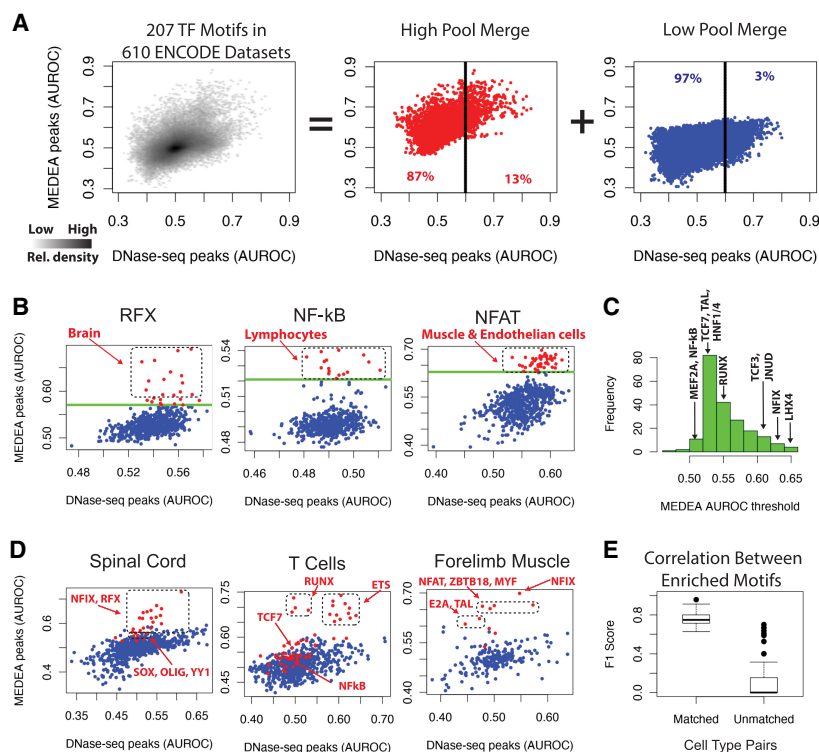 A
207 TF Motifs in
610 ENCODE Datasets
High Pool Merge
Low Pool Merge
MEDEA peaks (AUROC)
0.9
0.7
0.5
0.3
0.3 0.5 0.7 0.9
DNase-seq peaks (AUROC)
Low High
Rel. density
=
0.9
0.7
0.5
0.3
87%
13%
0.3 0.5 0.7 0.9
DNase-seq peaks (AUROC)
+
0.9
0.7
0.5
0.3
97%
3%
0.3 0.5 0.7 0.9
DNase-seq peaks (AUROC)
B
RFX
NF-kB
NFAT
MEDEA peaks (AUROC)
Brain
0.60
0.50
0.48 0.52 0.56
DNase-seq peaks (AUROC)
Lymphocytes
0.54
0.51
0.48
0.46 0.48 0.50
DNase-seq peaks (AUROC)
Muscle & Endothelian cells
0.70
0.55
0.40
0.40 0.50 0.60
DNase-seq peaks (AUROC)
C
MEF2A, NF-kB
TCF7, TAL,
HNF1/4
RUNX
TCF3,
JNUD
NFIX
LHX4
Frequency
80
60
40
20
0
0.50 0.55 0.60 0.65
MEDEA AUROC threshold
D
Spinal Cord
T Cells
Forelimb Muscle
MEDEA peaks (AUROC)
NFIX, RFX
SOX, OLIG, YY1
0.6
0.4
0.35 0.45 0.55 0.65
DNase-seq peaks (AUROC)
RUNX
ETS
TCF7
NFkB
0.75
0.60
0.45
0.40 0.50 0.60 0.70
DNase-seq peaks (AUROC)
NFAT, ZBTB18, MYF
NFIX
E2A, TAL
0.70
0.55
0.40
0.40 0.50 0.60
DNase-seq peaks (AUROC)
E
Correlation Between
Enriched Motifs
F1 Score
0.8
0.4
0.0
Matched Unmatched
Cell Type Pairs